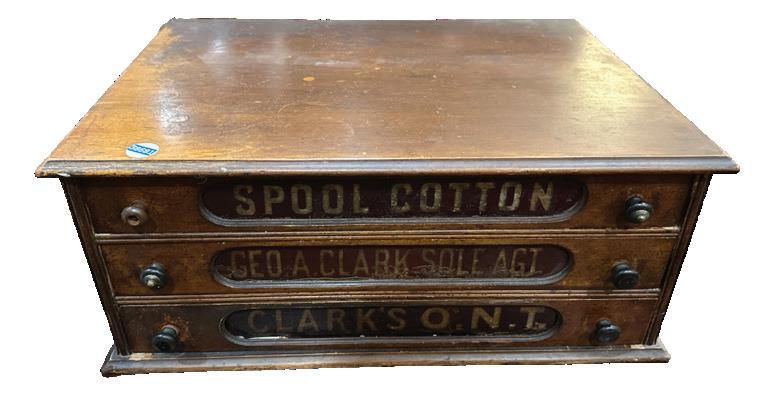 SPOOL COTTON
GEO. A. CLARK SOLE AGT.
CLARK'S O.N.T.